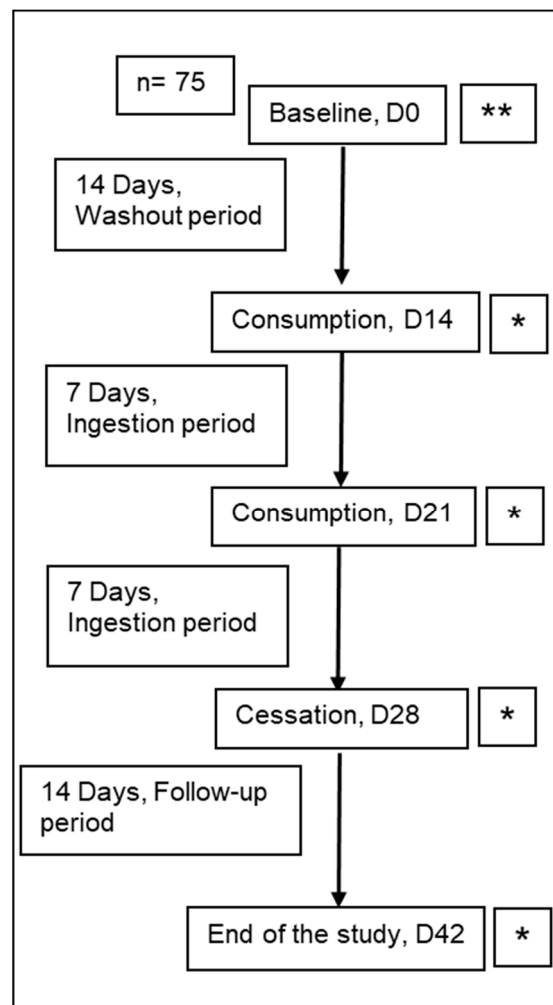 n= 75
Baseline, D0
**
14 Days,
Washout period
Consumption, D14
*
7 Days,
Ingestion period
Consumption, D21
*
7 Days,
Ingestion period
Cessation, D28
*
14 Days, Follow-up
period
End of the study, D42
*